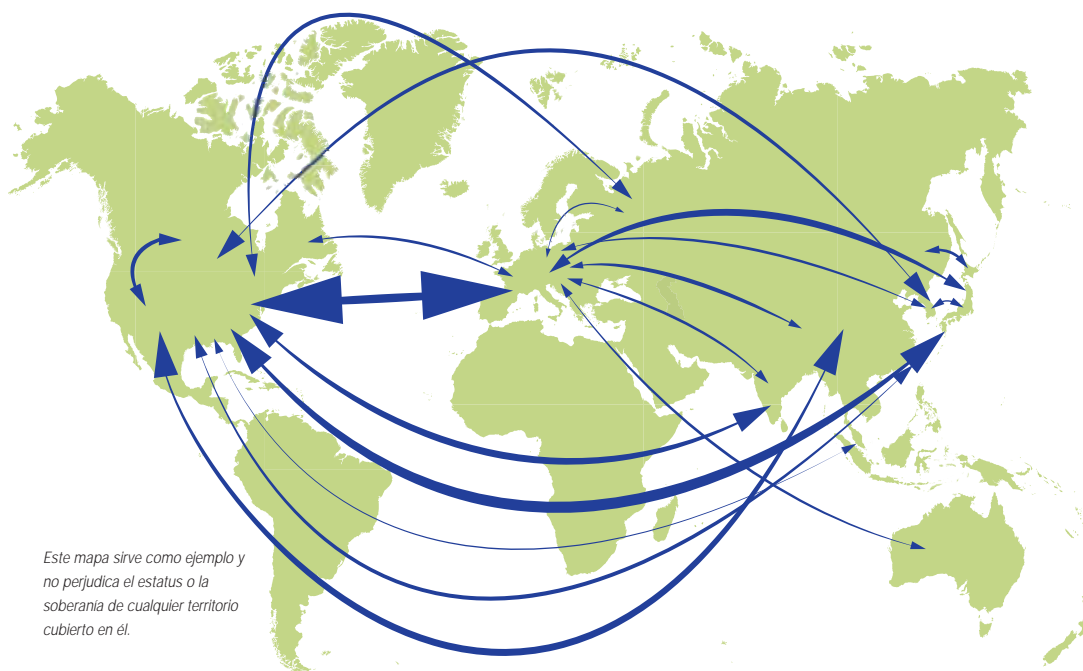 Este mapa sirve como ejemplo y
no perjudica el estatus o la
soberanía de cualquier territorio
cubierto en él.